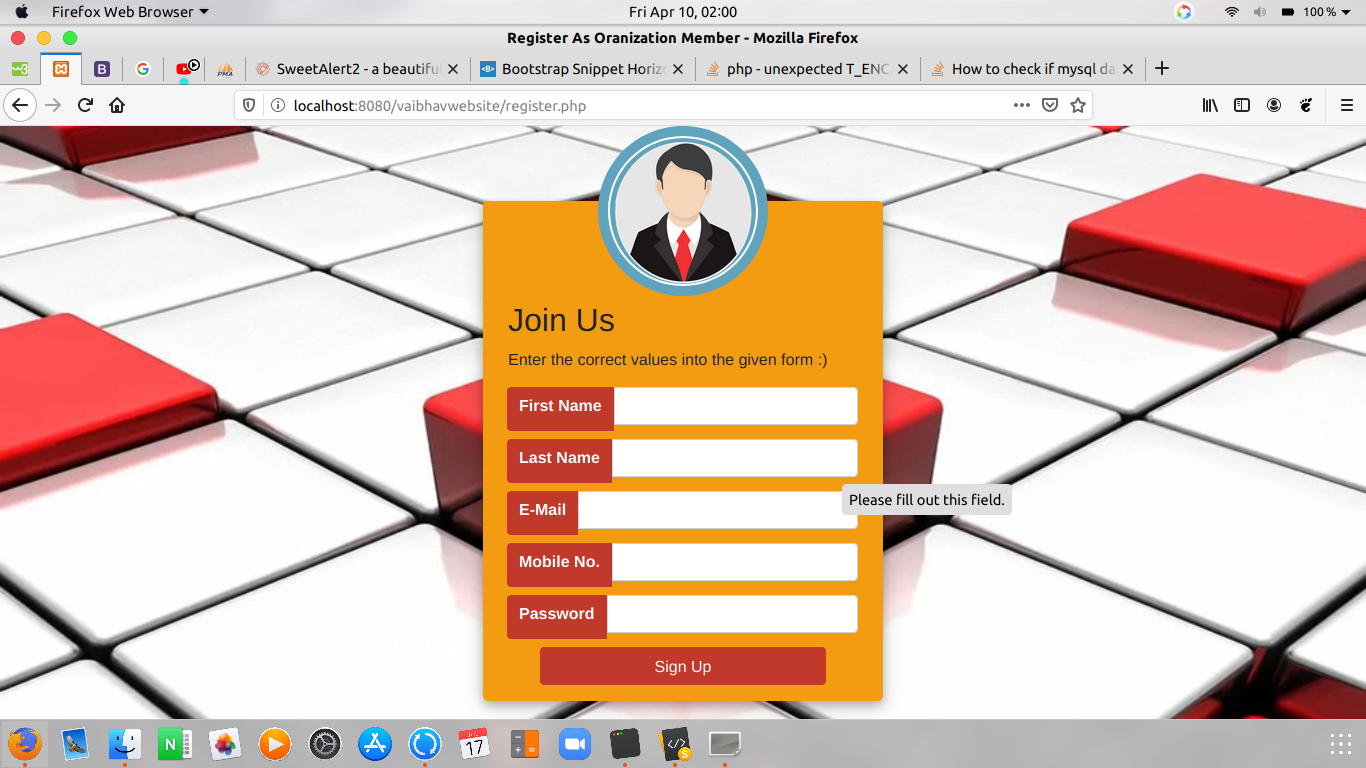 Firefox Web Browser
Fri Apr 10, 02:00
100 %
Register As Oranization Member - Mozilla Firefox
SweetAlert2 - a beautiful
Bootstrap Snippet Horizo
php - unexpected T_ENCA
How to check if mysql da
localhost:8080/vaibhavwebsite/register.php
Join Us
Enter the correct values into the given form :)
First Name
Last Name
E-Mail
Please fill out this field.
Mobile No.
Password
Sign Up
JUL
17